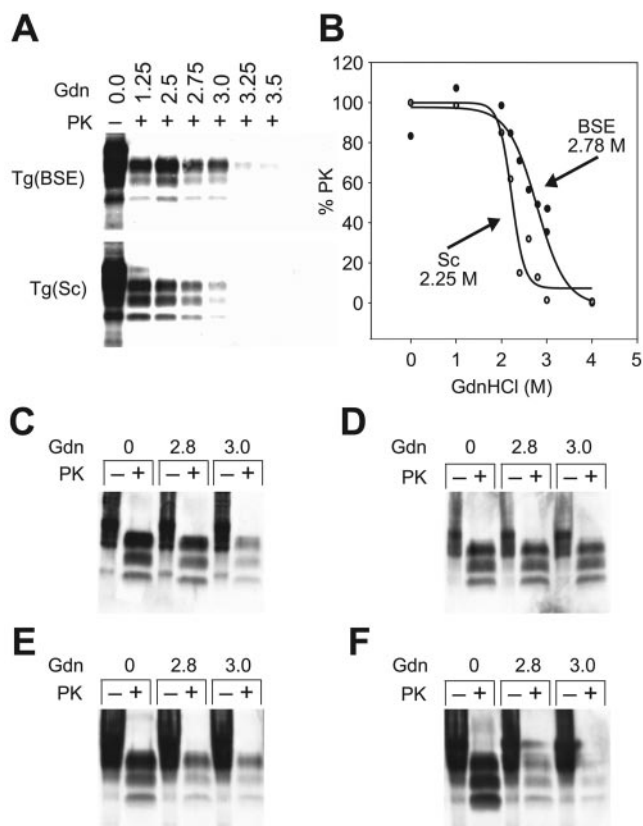 A
Gdn 0.0 1.25 2.5 2.75 3.0 3.25 3.5
PK – + + + + + +
Tg(BSE)
Tg(Sc)
B
120
100
80
60
40
20
0
% PK
BSE
2.78 M
Sc
2.25 M
0 1 2 3 4 5
GdnHCl (M)
C
Gdn 0 2.8 3.0
PK – + – + – +
D
Gdn 0 2.8 3.0
PK – + – + – +
E
Gdn 0 2.8 3.0
PK – + – + – +
F
Gdn 0 2.8 3.0
PK – + – + – +